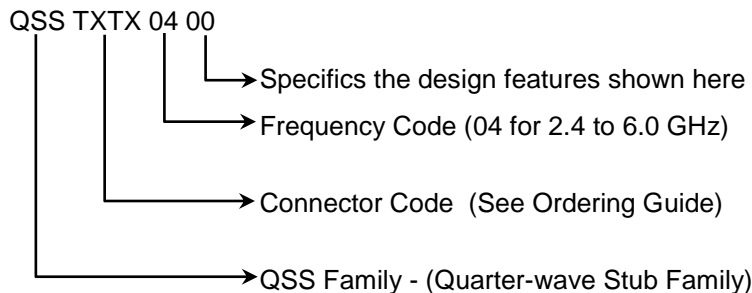 QSS TXTX 04 00
Specifics the design features shown here
Frequency Code (04 for 2.4 to 6.0 GHz)
Connector Code (See Ordering Guide)
QSS Family - (Quarter-wave Stub Family)